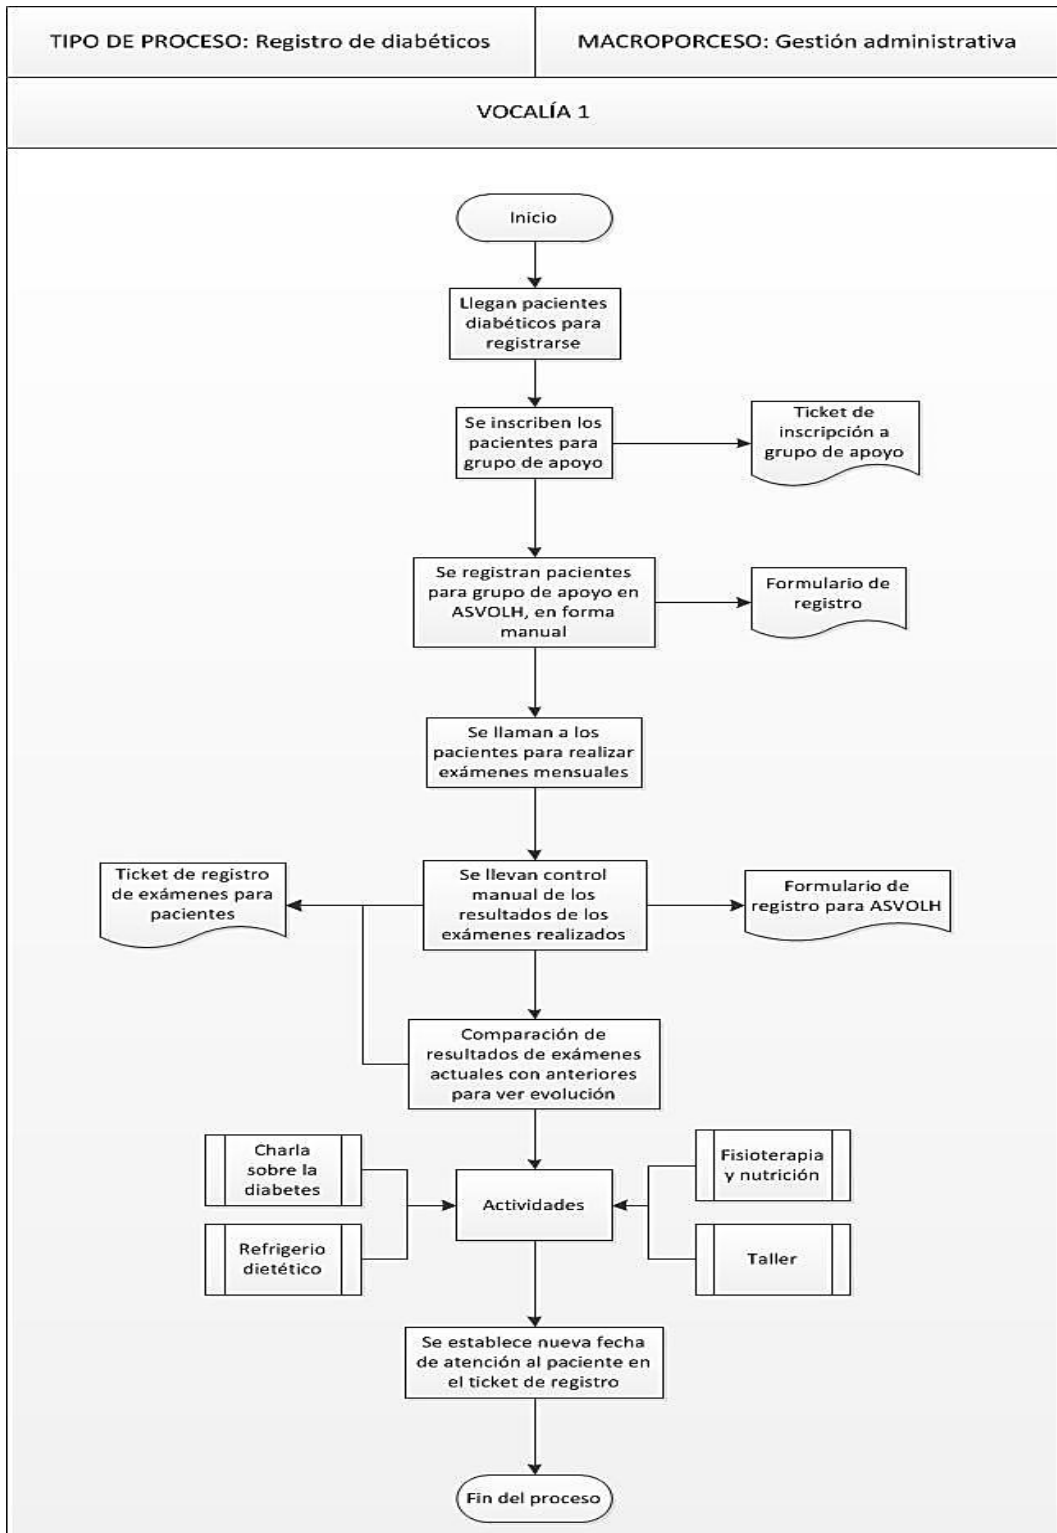 TIPO DE PROCESO: Registro de diabéticos
MACROPORCESO: Gestión administrativa
VOCALÍA 1
Inicio
Llegan pacientes
diabéticos para
registrarse
Se inscriben los
pacientes para
grupo de apoyo
Ticket de
inscripción a
grupo de apoyo
Se registran pacientes
para grupo de apoyo en
ASVOLH, en forma
manual
Formulario de
registro
Se llaman a los
pacientes para realizar
exámenes mensuales
Ticket de registro
de exámenes para
pacientes
Se llevan control
manual de los
resultados de los
exámenes realizados
Formulario de
registro para ASVOLH
Comparación de
resultados de exámenes
actuales con anteriores
para ver evolución
Charla
sobre la
diabetes
Refrigerio
dietético
Actividades
Fisioterapia
y nutrición
Taller
Se establece nueva fecha
de atención al paciente en
el ticket de registro
Fin del proceso